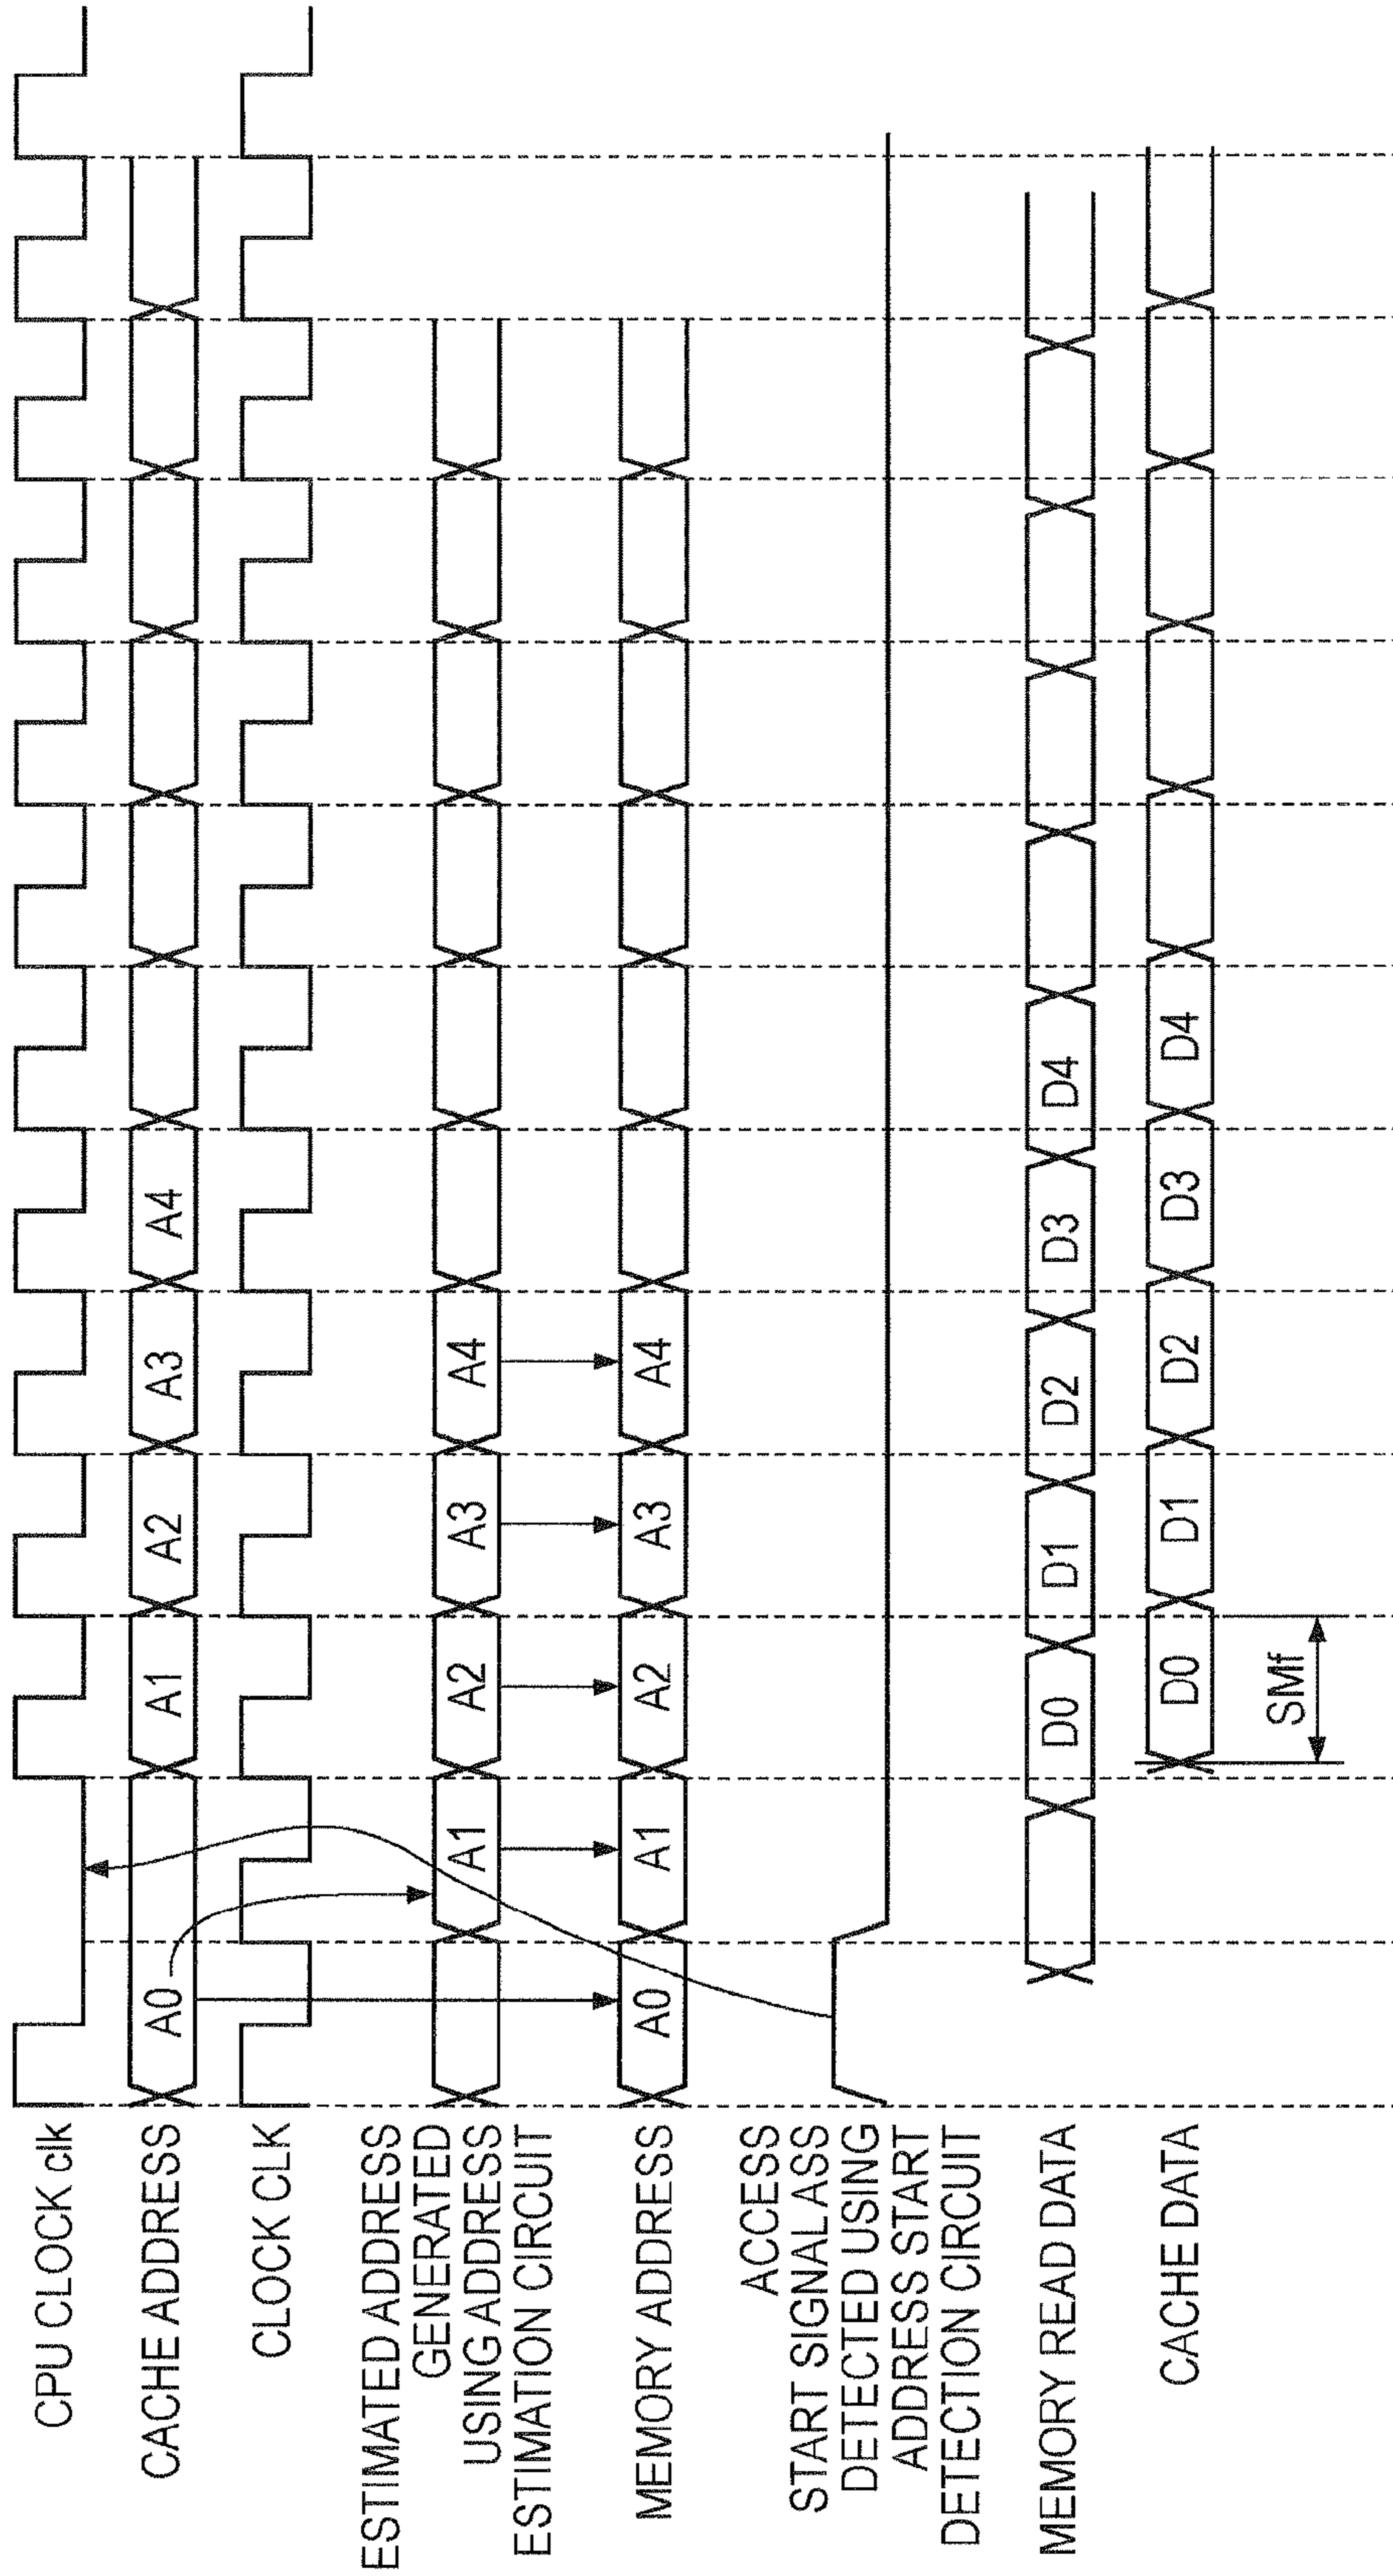 CPU CLOCK clk
CACHE ADDRESS
A0 A1 A2 A3 A4
CLOCK CLK
ESTIMATED ADDRESS
GENERATED
USING ADDRESS
ESTIMATION CIRCUIT
A1 A2 A3 A4
MEMORY ADDRESS
A0 A1 A2 A3 A4
ACCESS
START SIGNAL ASS
DETECTED USING
ADDRESS START
DETECTION CIRCUIT
MEMORY READ DATA
D0 D1 D2 D3 D4
CACHE DATA
D0 D1 D2 D3 D4
SMf